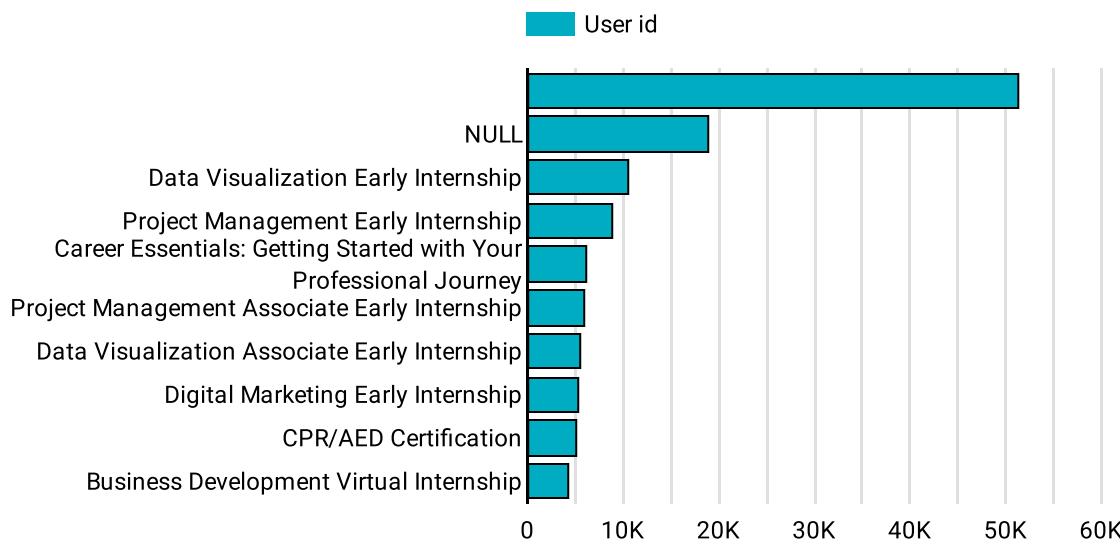 User id
NULL
Data Visualization Early Internship
Project Management Early Internship
Career Essentials: Getting Started with Your
Professional Journey
Project Management Associate Early Internship
Data Visualization Associate Early Internship
Digital Marketing Early Internship
CPR/AED Certification
Business Development Virtual Internship
0 10K 20K 30K 40K 50K 60K